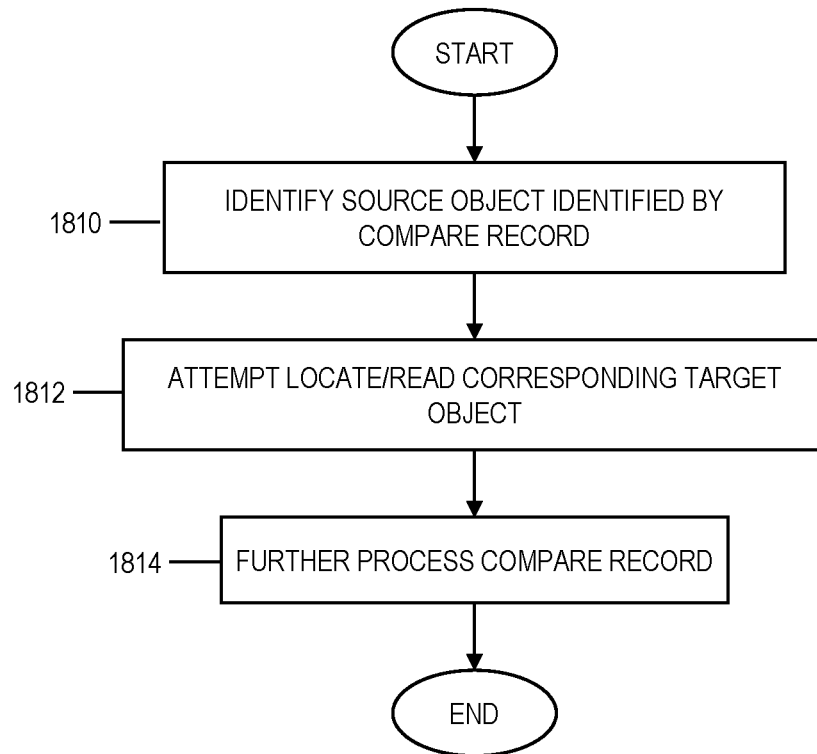 START
1810
IDENTIFY SOURCE OBJECT IDENTIFIED BY
COMPARE RECORD
1812
ATTEMPT LOCATE/READ CORRESPONDING TARGET
OBJECT
1814
FURTHER PROCESS COMPARE RECORD
END